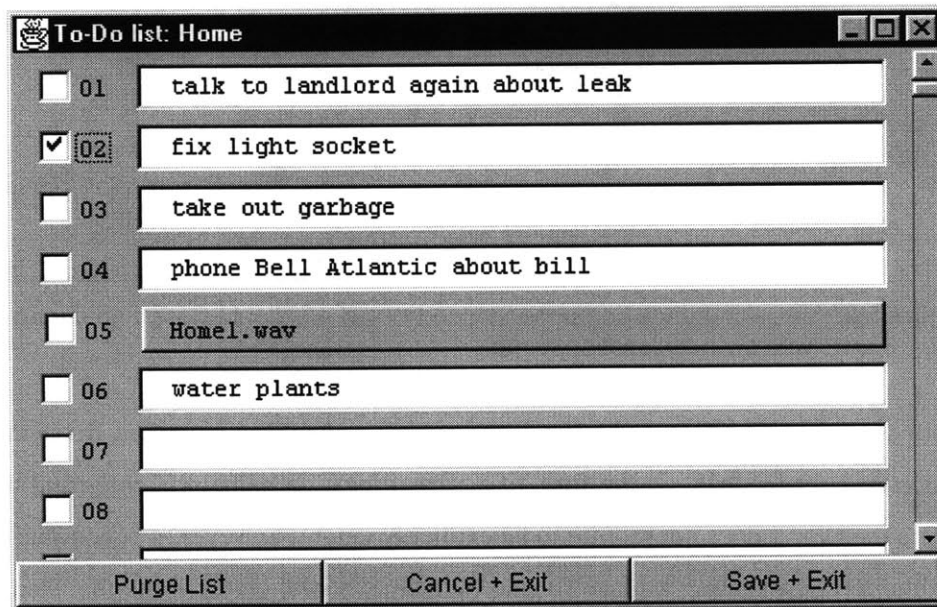 To-Do list: Home
01 talk to landlord again about leak
02 fix light socket
03 take out garbage
04 phone Bell Atlantic about bill
05 Home1.wav
06 water plants
07
08
Purge List Cancel + Exit Save + Exit